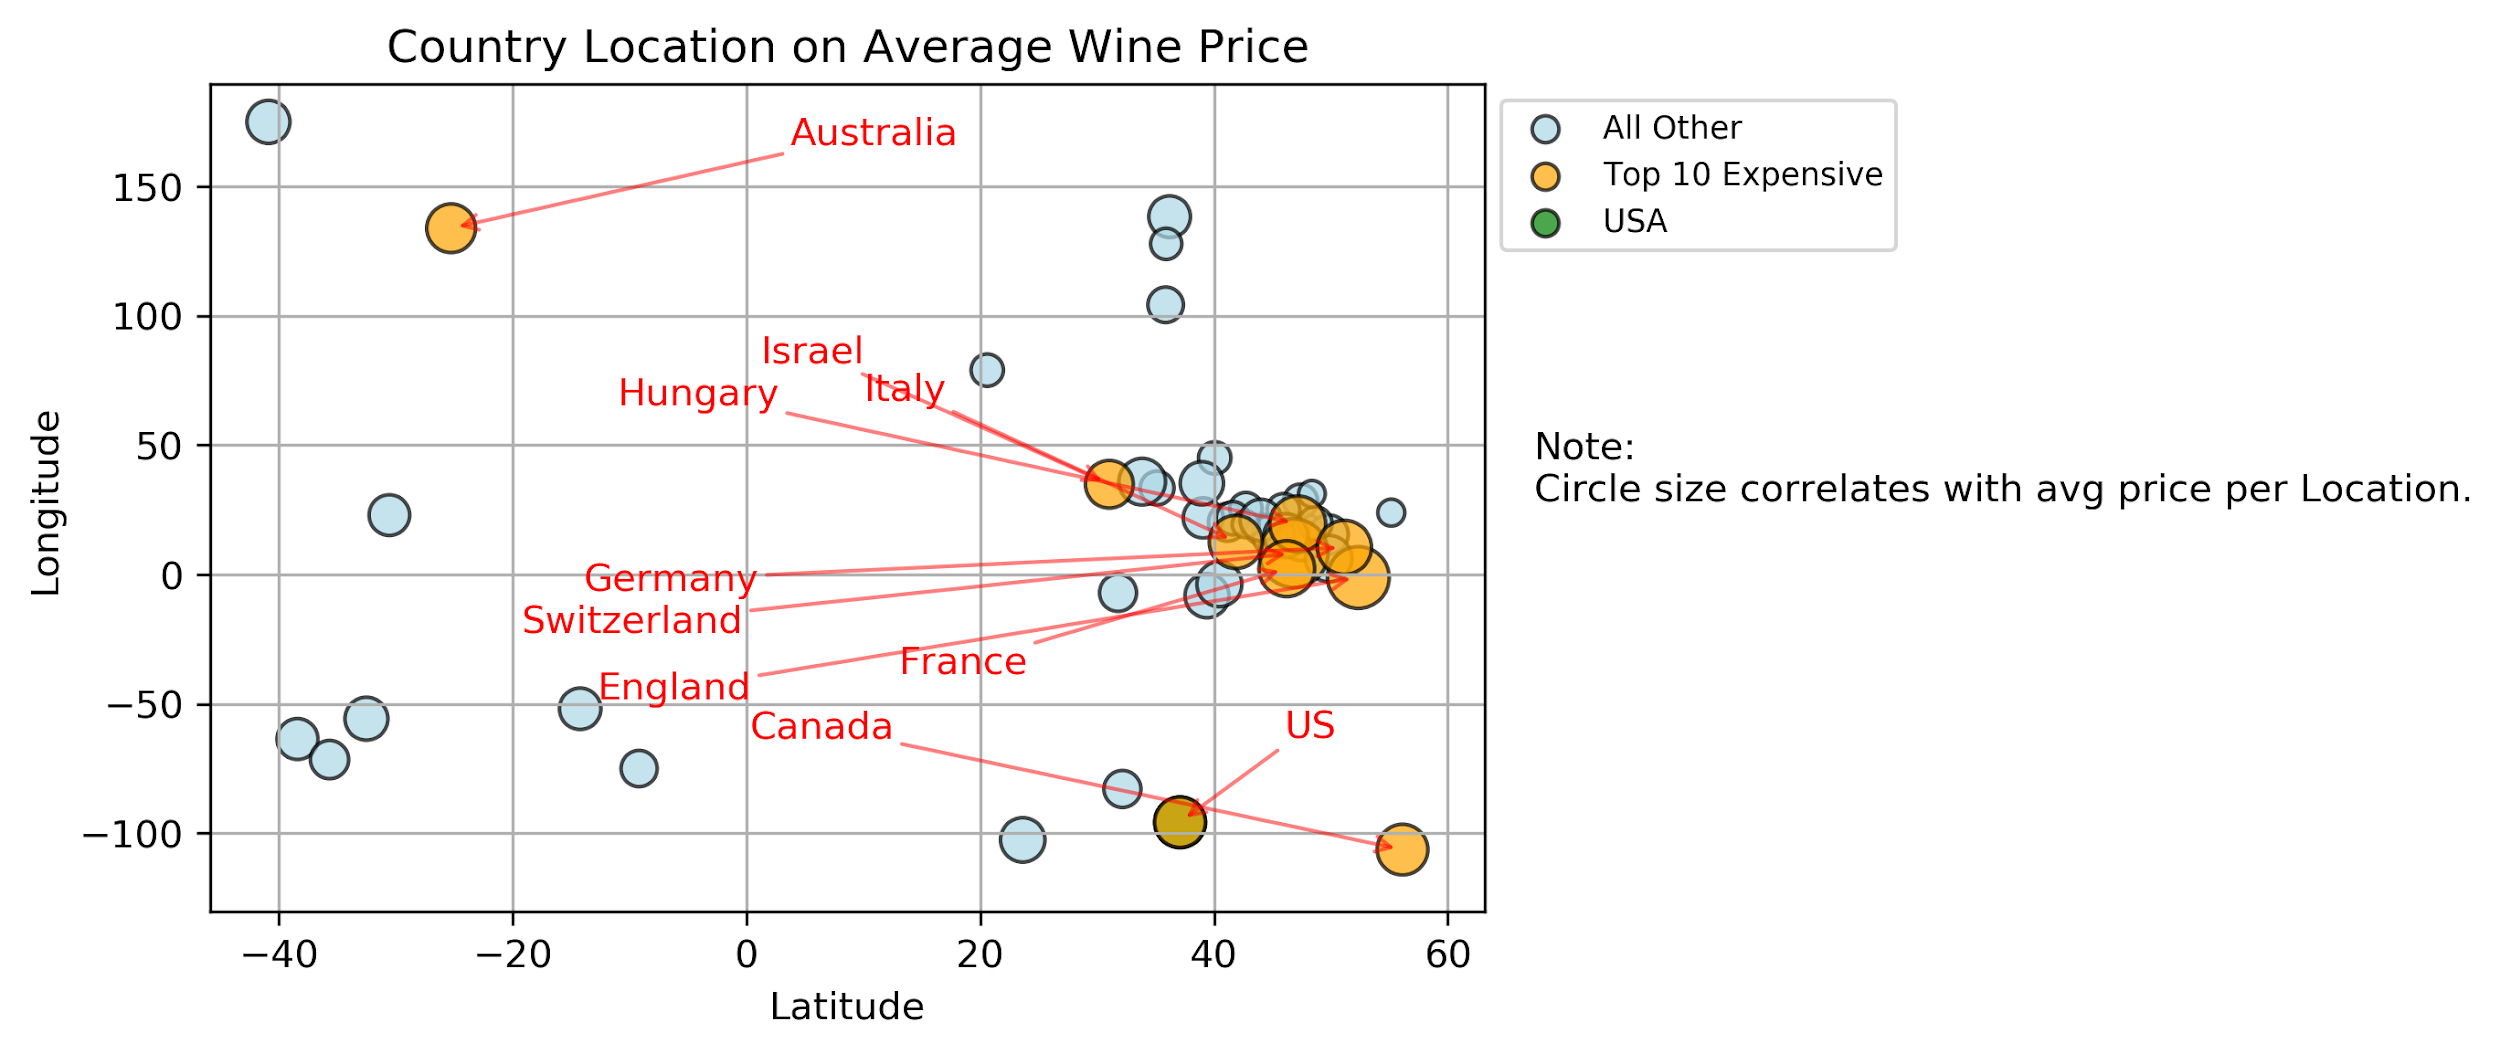 Country Location on Average Wine Price
All Other
Top 10 Expensive
USA
Australia
Israel
Italy
Hungary
Germany
Switzerland
France
England
Canada
US
Note:
Circle size correlates with avg price per Location.
Longitude
150
100
50
0
−50
−100
−40 −20 0 20 40 60
Latitude